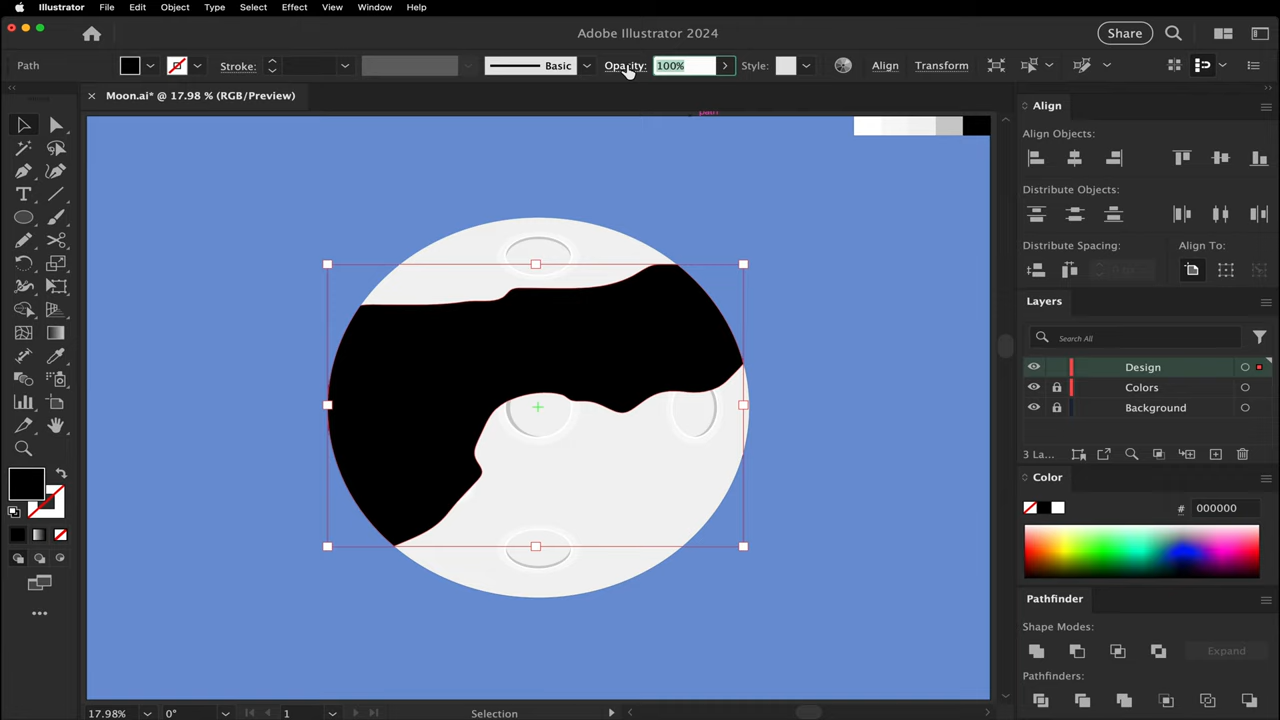 Illustrator File Edit Object Type Select Effect View Window Help
Adobe Illustrator 2024
Share
Path Stroke: Basic Opacity: 100% Style: Align Transform
Moon.ai* @ 17.98 % (RGB/Preview)
path
Align
Align Objects:
Distribute Objects:
Distribute Spacing: Align To:
0 px
Layers
Search All
Design
Colors
Background
3 La...
Color
# 000000
Pathfinder
Shape Modes:
Expand
Pathfinders:
17.98% 0° 1 Selection